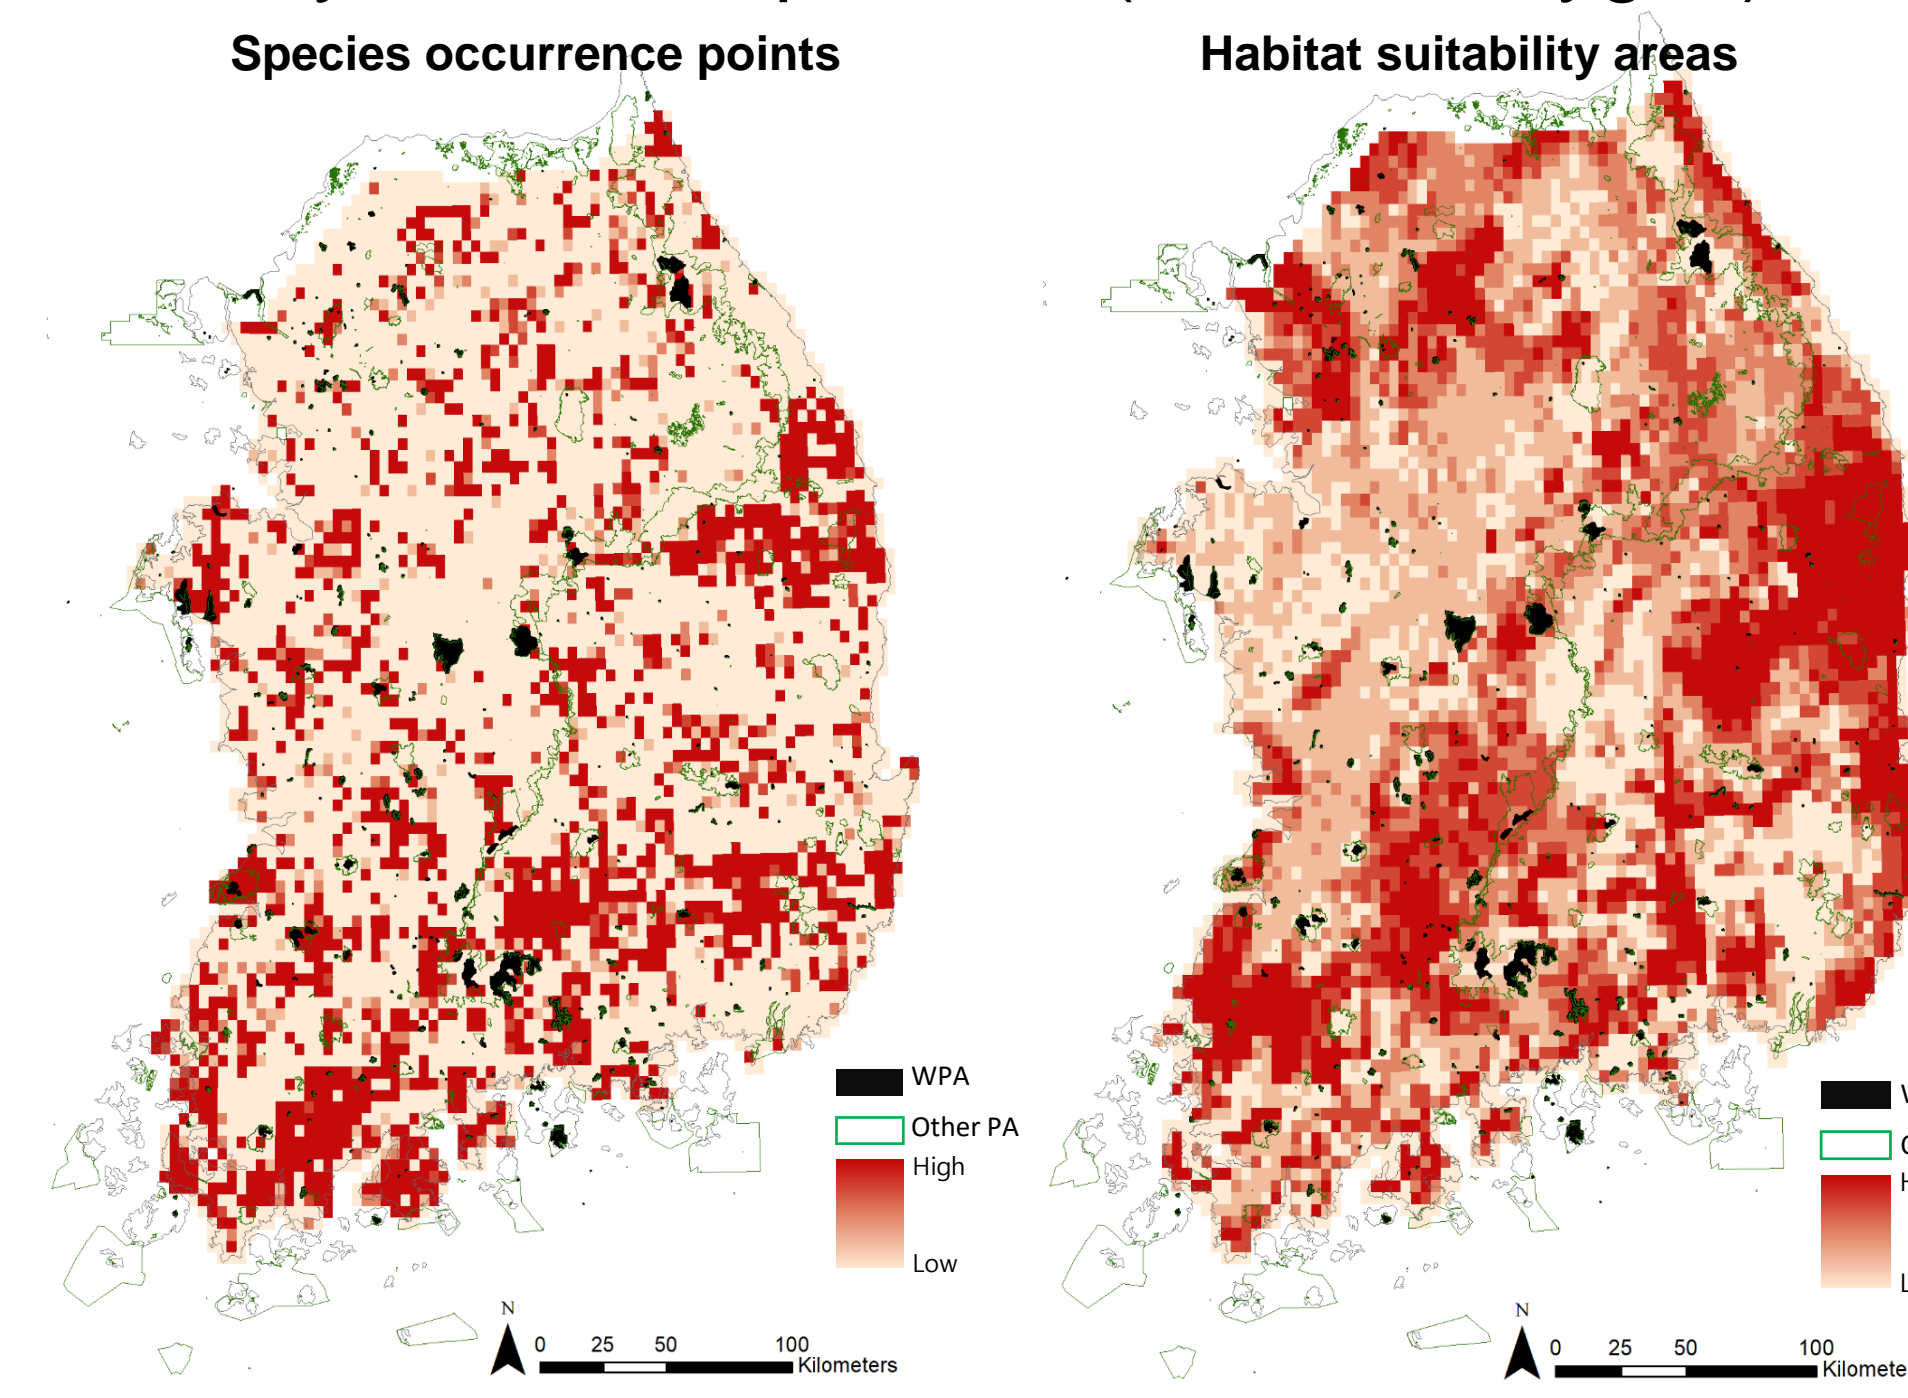 Species occurrence points
Habitat suitability areas
WPA
Other PA
High
Low
N
0 25 50 100
Kilometers
N
0 25 50 100